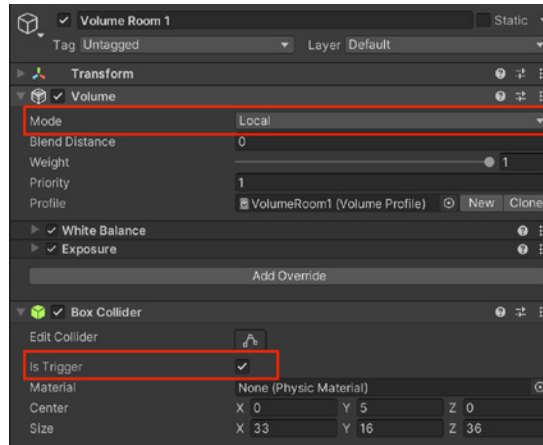 Volume Room 1 Static
Tag Untagged Layer Default
Transform
Volume
Mode Local
Blend Distance 0
Weight 1
Priority 1
Profile VolumeRoom1 (Volume Profile) New Clone
White Balance
Exposure
Add Override
Box Collider
Edit Collider
Is Trigger
Material None (Physic Material)
Center X 0 Y 5 Z 0
Size X 33 Y 16 Z 36